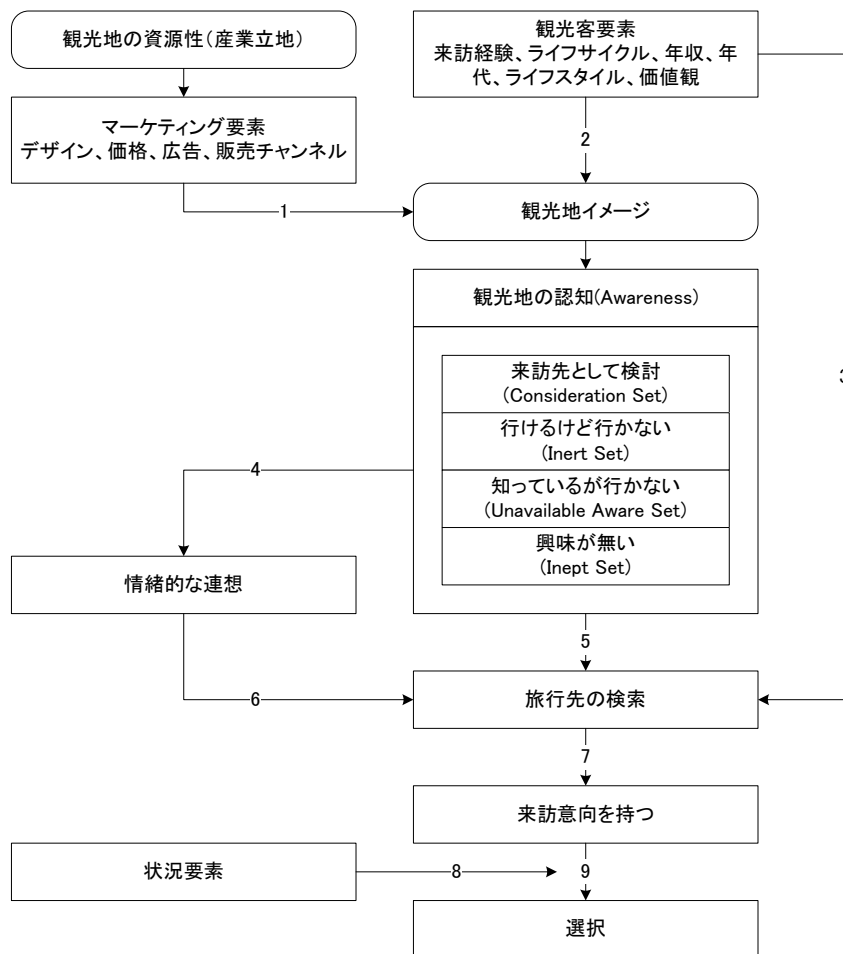 観光地の資源性(産業立地)
観光客要素
来訪経験、ライフサイクル、年収、年
代、ライフスタイル、価値観
マーケティング要素
デザイン、価格、広告、販売チャンネル
2
1
観光地イメージ
観光地の認知(Awareness)
3
来訪先として検討
(Consideration Set)
行けるけど行かない
(Inert Set)
4
知っているが行かない
(Unavailable Aware Set)
興味が無い
(Inept Set)
情緒的な連想
5
6
旅行先の検索
7
来訪意向を持つ
状況要素
8
9
選択